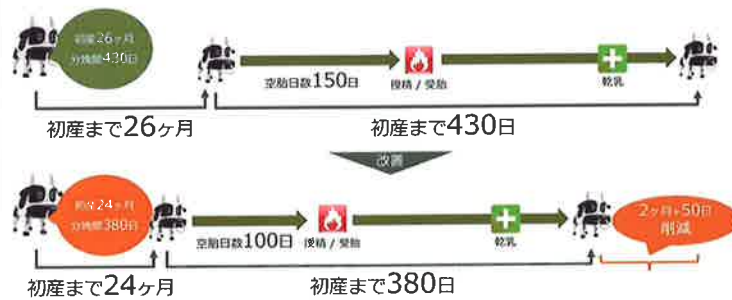 初産26ヶ月
分娩間430日
空胎日数150日
授精 / 受胎
乾乳
初産まで26ヶ月
初産まで430日
改善
初産24ヶ月
分娩間380日
空胎日数100日
授精 / 受胎
乾乳
2ヶ月+50日
削減
初産まで24ヶ月
初産まで380日